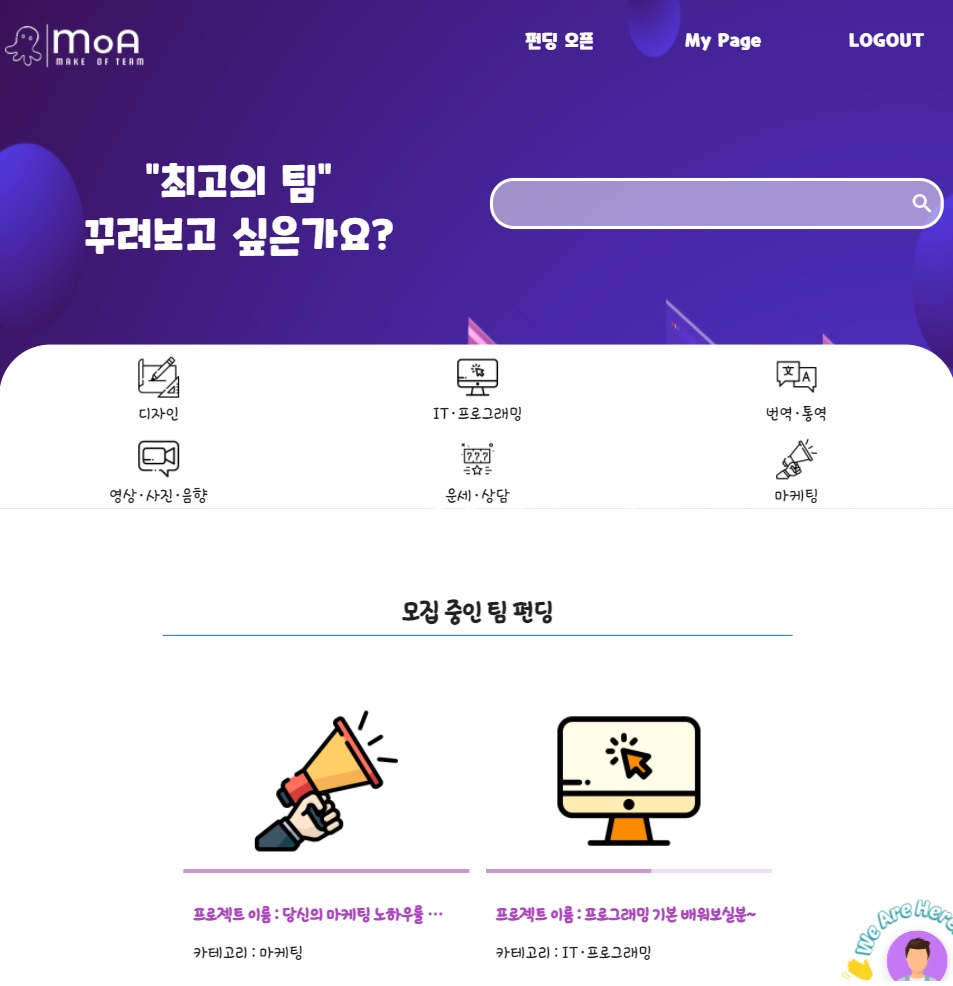 MoA
MAKE OF TEAM
펀딩 오픈
My Page
LOGOUT
"최고의 팀"
꾸려보고 싶은가요?
디자인
IT·프로그래밍
文 A
번역·통역
영상·사진·음향
???
운세·상담
마케팅
모집 중인 팀 펀딩
프로젝트 이름 : 당신의 마케팅 노하우를 …
카테고리 : 마케팅
프로젝트 이름 : 프로그래밍 기본 배워보실분~
카테고리 : IT·프로그래밍
We Are Here